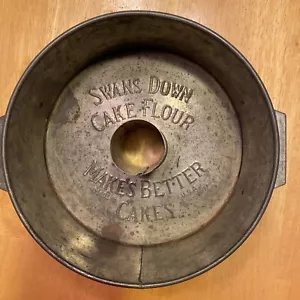 SWANS DOWN
CAKE FLOUR
MAKES BETTER
CAKES